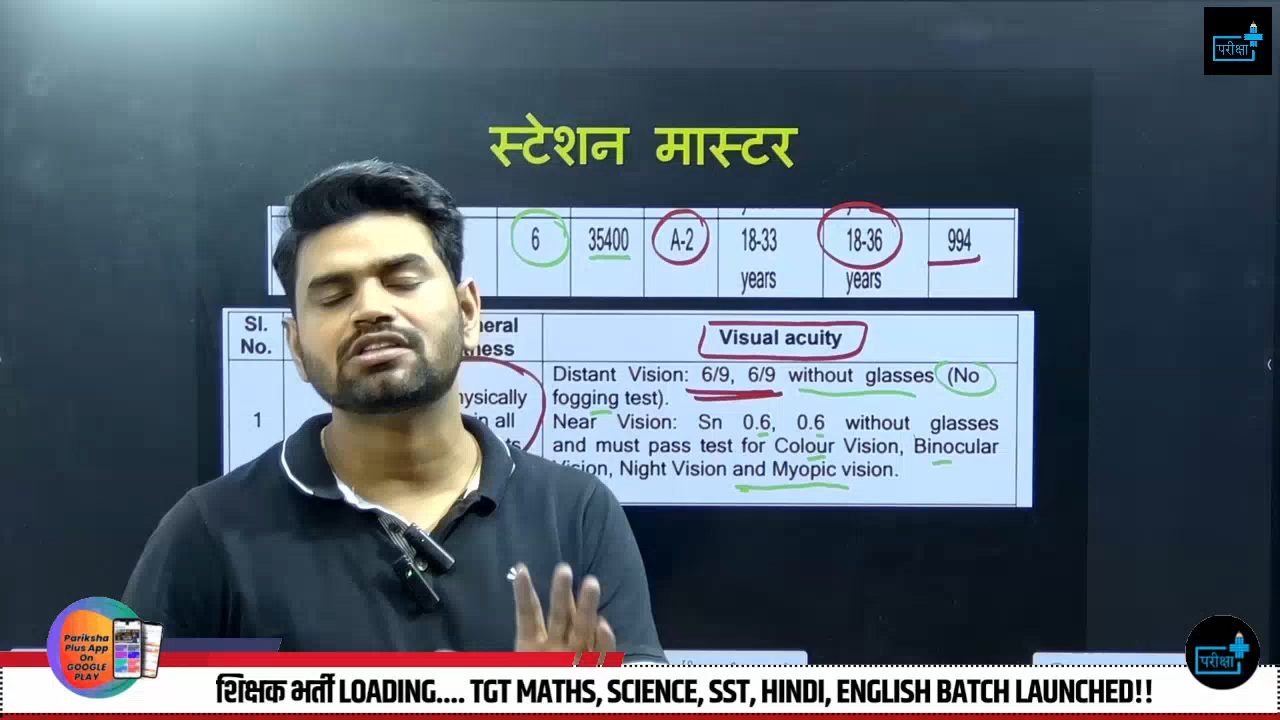 परीक्षा
स्टेशन मास्टर
6 35400 A-2 18-33 18-36 994
years years
Sl. Visual acuity
No.
Distant Vision: 6/9, 6/9 without glasses (No
fogging test).
1 in all Near Vision: Sn 0.6, 0.6 without glasses
and must pass test for Colour Vision, Binocular
Vision, Night Vision and Myopic vision.
Pariksha
Plus App
On
GOOGLE
PLAY
परीक्षा
शिक्षक भर्ती LOADING.... TGT MATHS, SCIENCE, SST, HINDI, ENGLISH BATCH LAUNCHED!!